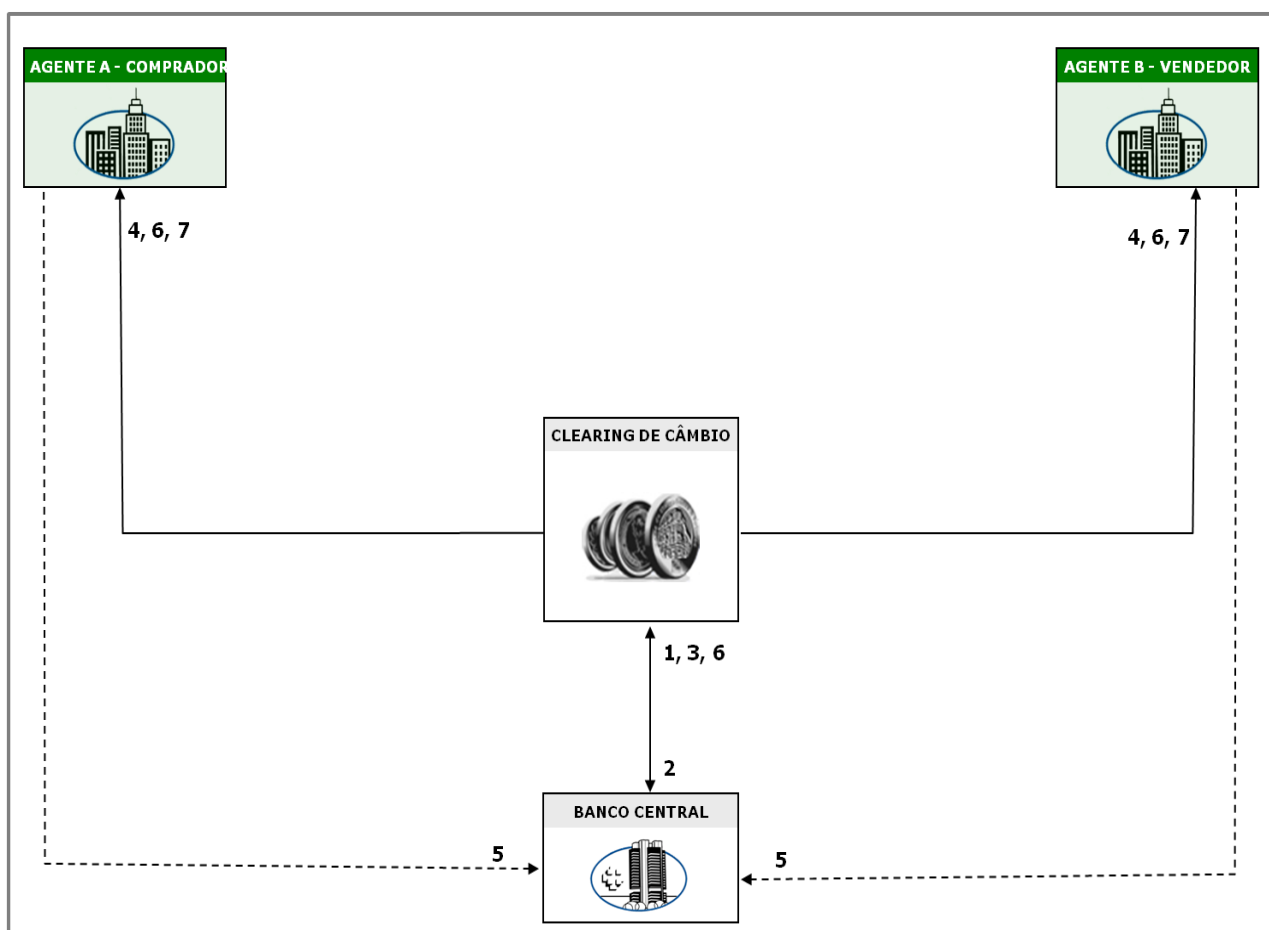 AGENTE A - COMPRADOR
AGENTE B - VENDEDOR
4, 6, 7
4, 6, 7
CLEARING DE CÂMBIO
1, 3, 6
2
BANCO CENTRAL
5
5